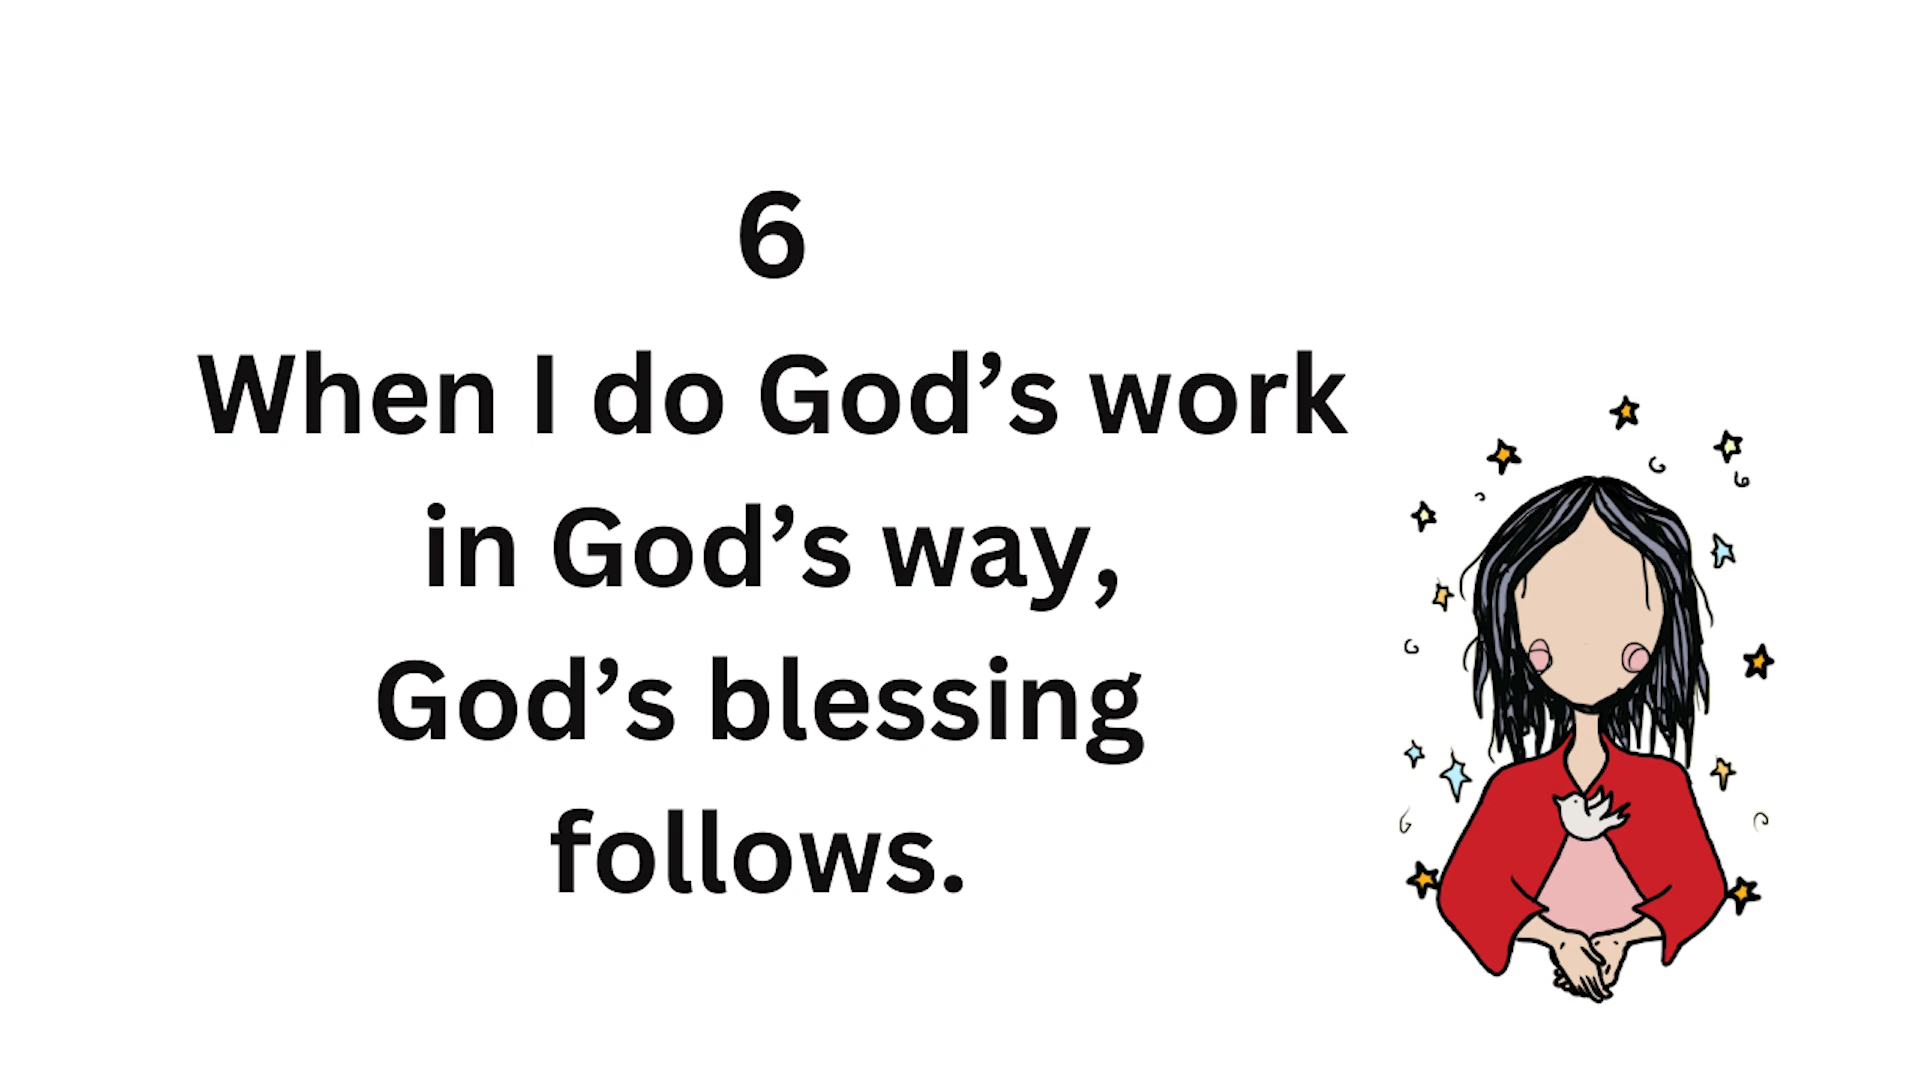 6
When I do God’s work
in God’s way,
God’s blessing
follows.